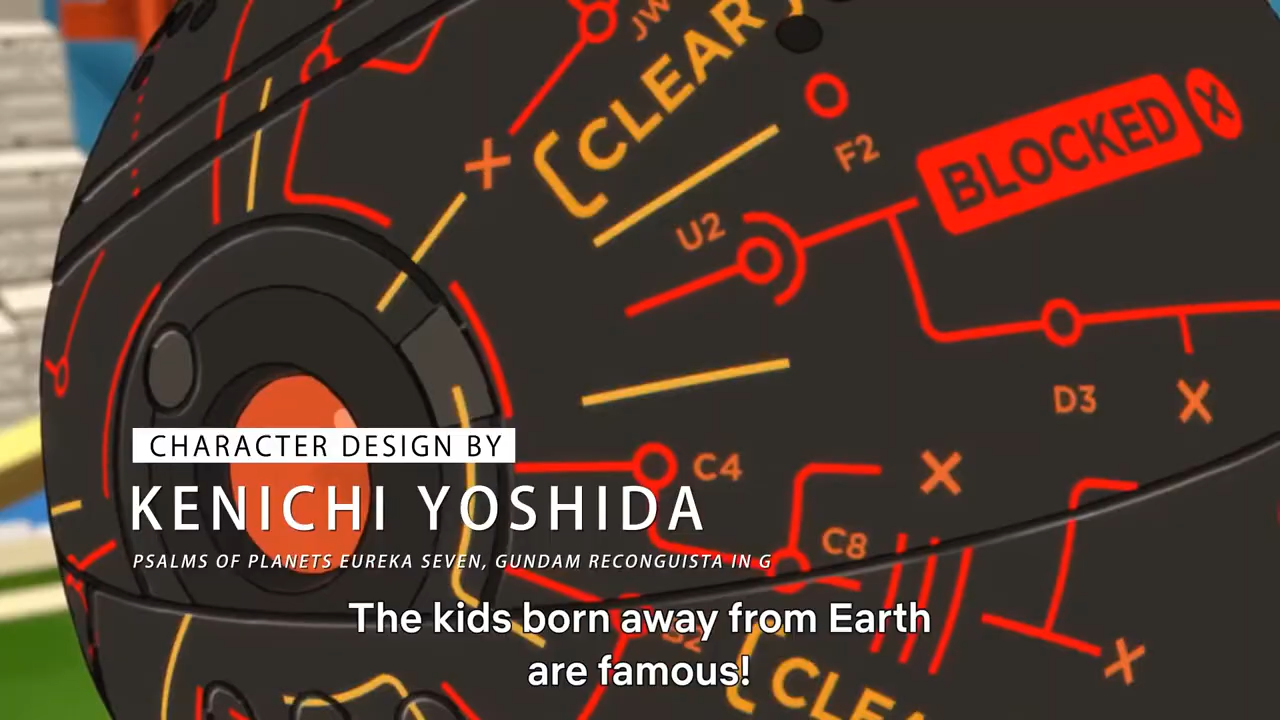 JW
[CLEAR]
F2
BLOCKED X
U2
D3
X
C4
X
C8
CHARACTER DESIGN BY
KENICHI YOSHIDA
PSALMS OF PLANETS EUREKA SEVEN, GUNDAM RECONGUISTA IN G
The kids born away from Earth
are famous!
X